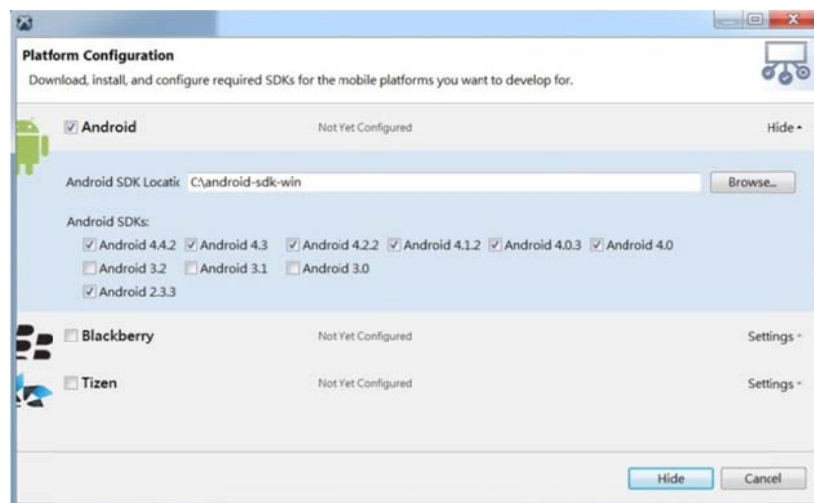 Platform Configuration
Download, install, and configure required SDKs for the mobile platforms you want to develop for.
Android Not Yet Configured Hide
Android SDK Locatic C:\android-sdk-win Browse...
Android SDKs:
Android 4.4.2 Android 4.3 Android 4.2.2 Android 4.1.2 Android 4.0.3 Android 4.0
Android 3.2 Android 3.1 Android 3.0
Android 2.3.3
Blackberry Not Yet Configured Settings
Tizen Not Yet Configured Settings
Hide Cancel